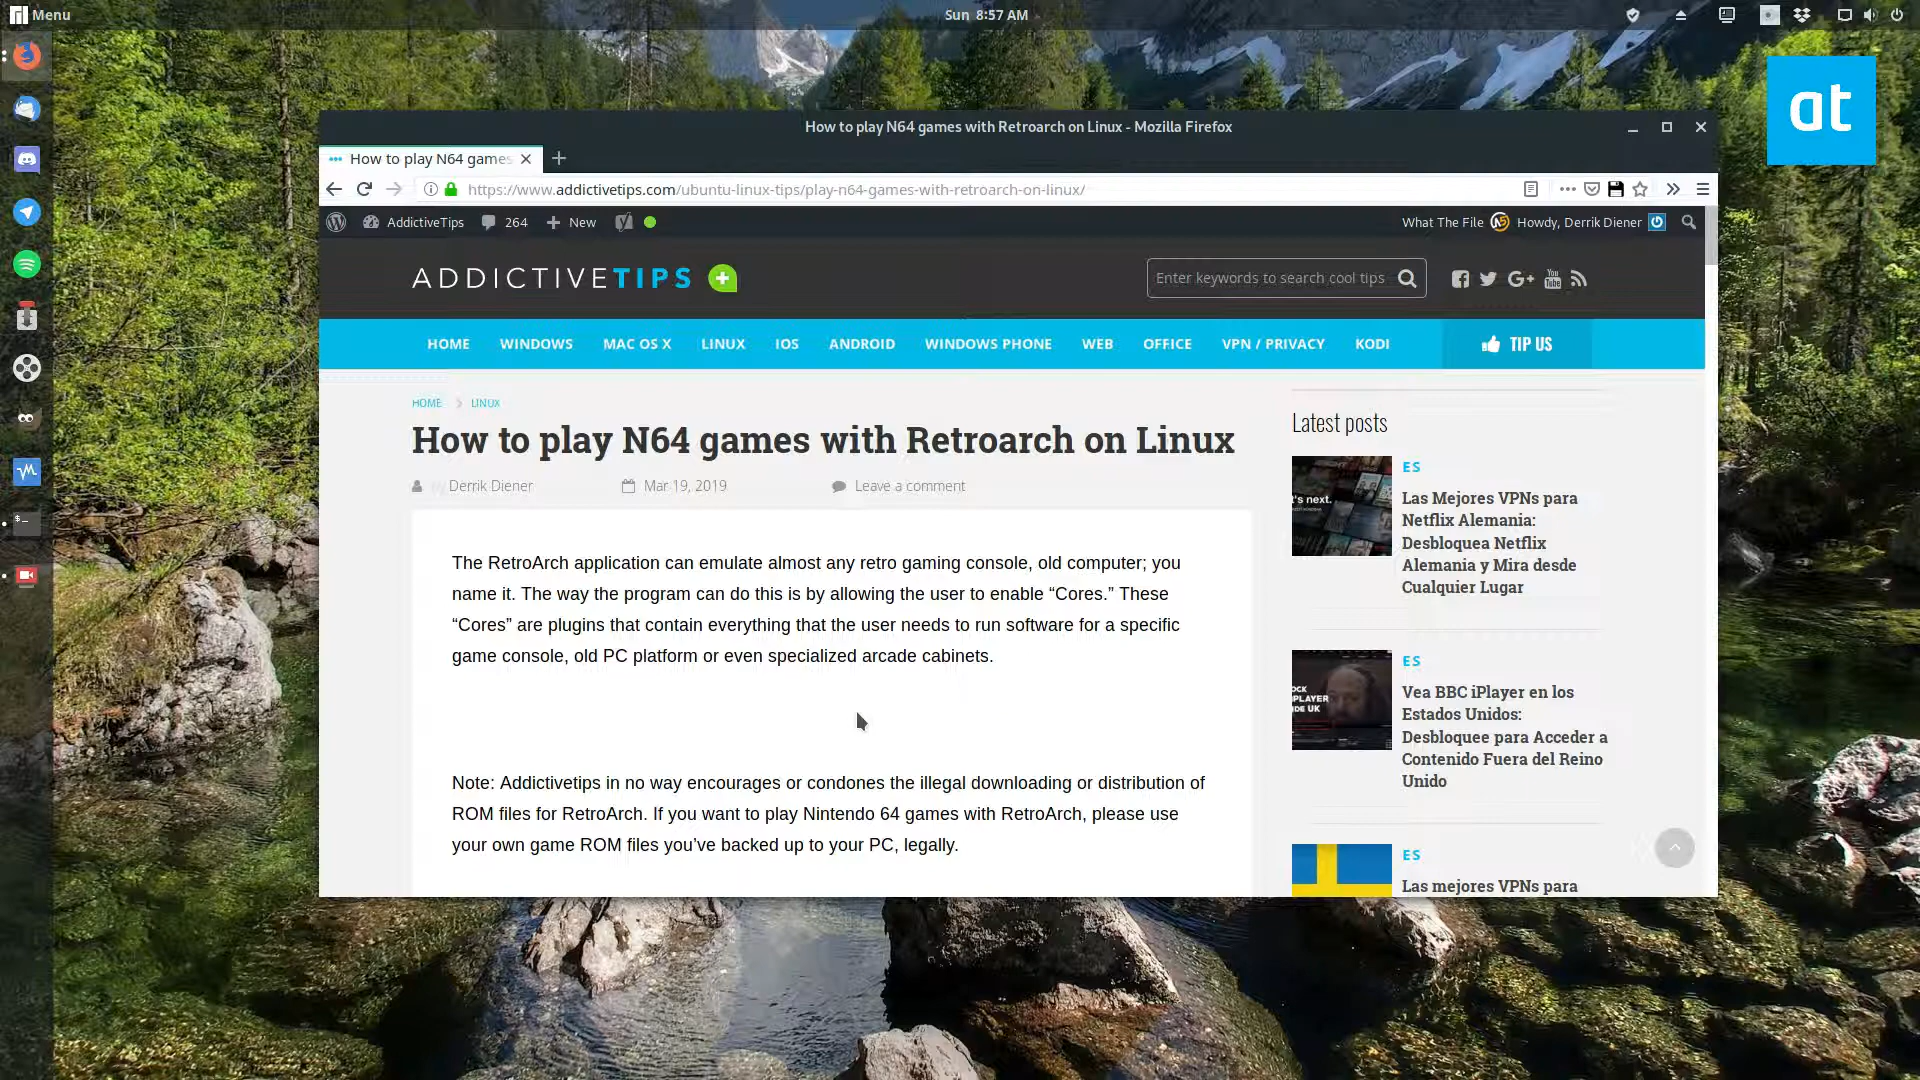 Menu
Sun 8:57 AM
at
How to play N64 games with Retroarch on Linux - Mozilla Firefox
How to play N64 games
https://www.addictivetips.com/ubuntu-linux-tips/play-n64-games-with-retroarch-on-linux/
AddictiveTips 264 New What The File Howdy, Derrik Diener
ADDICTIVETIPS
Enter keywords to search cool tips
HOME WINDOWS MAC OS X LINUX IOS ANDROID WINDOWS PHONE WEB OFFICE VPN / PRIVACY KODI TIP US
HOME LINUX
How to play N64 games with Retroarch on Linux
by Derrik Diener Mar 19, 2019 Leave a comment
The RetroArch application can emulate almost any retro gaming console, old computer; you
name it. The way the program can do this is by allowing the user to enable “Cores.” These
“Cores” are plugins that contain everything that the user needs to run software for a specific
game console, old PC platform or even specialized arcade cabinets.
Note: Addictivetips in no way encourages or condones the illegal downloading or distribution of
ROM files for RetroArch. If you want to play Nintendo 64 games with RetroArch, please use
your own game ROM files you’ve backed up to your PC, legally.
Latest posts
ES
Las Mejores VPNs para
Netflix Alemania:
Desbloquea Netflix
Alemania y Mira desde
Cualquier Lugar
ES
Vea BBC iPlayer en los
Estados Unidos:
Desbloquee para Acceder a
Contenido Fuera del Reino
Unido
ES
Las mejores VPNs para